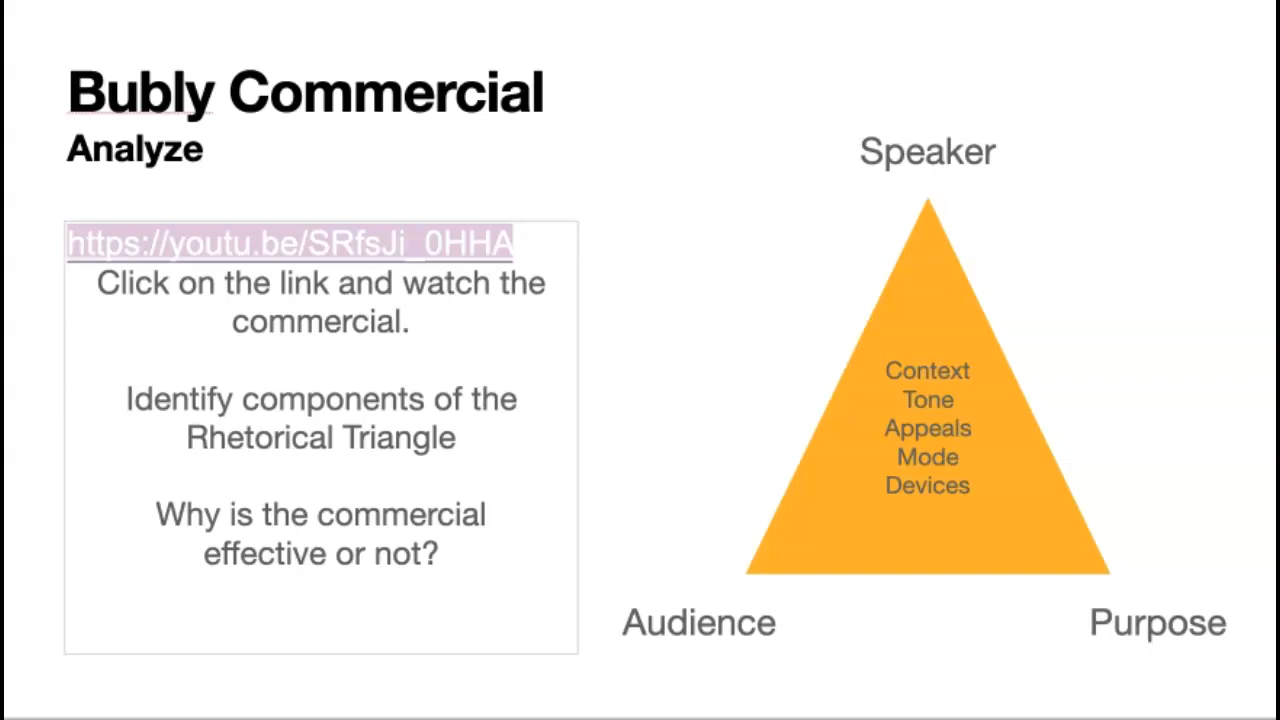 Bubly Commercial
Analyze
https://youtu.be/SRfsJi_0HHA
Click on the link and watch the
commercial.
Identify components of the
Rhetorical Triangle
Why is the commercial
effective or not?
Speaker
Context
Tone
Appeals
Mode
Devices
Audience
Purpose